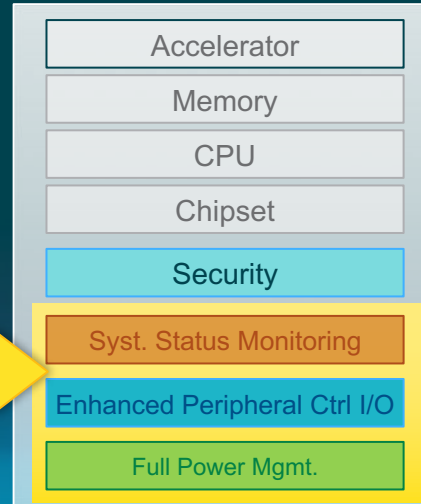 Accelerator
Memory
CPU
Chipset
Security
Syst. Status Monitoring
Enhanced Peripheral Ctrl I/O
Full Power Mgmt.